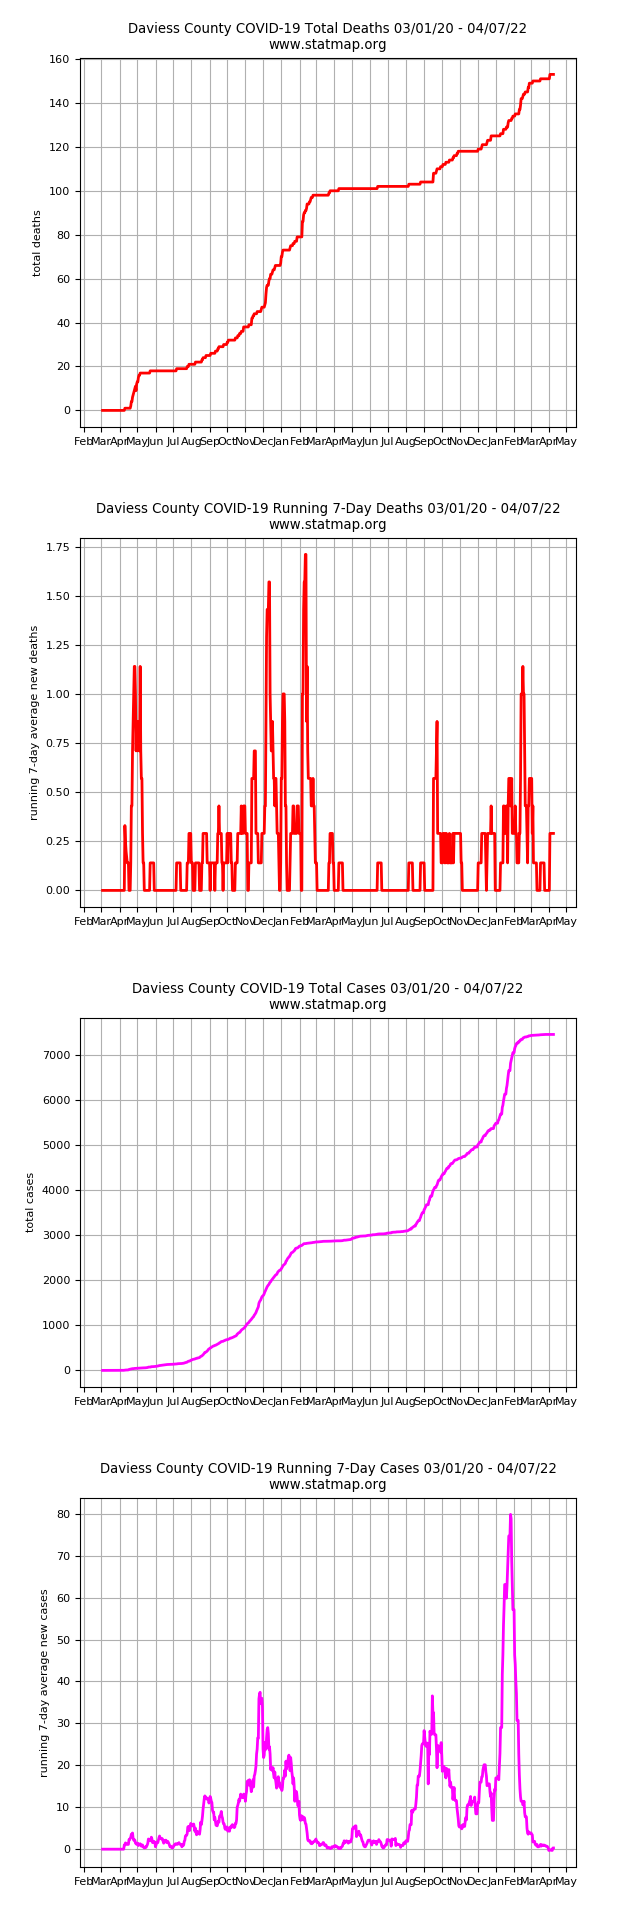 Daviess County COVID-19 Total Deaths 03/01/20 - 04/07/22
www.statmap.org
total deaths
160
140
120
100
80
60
40
20
0
Feb Mar Apr May Jun Jul Aug Sep Oct Nov Dec Jan Feb Mar Apr May Jun Jul Aug Sep Oct Nov Dec Jan Feb Mar Apr May
Daviess County COVID-19 Running 7-Day Deaths 03/01/20 - 04/07/22
www.statmap.org
running 7-day average new deaths
1.75
1.50
1.25
1.00
0.75
0.50
0.25
0.00
Feb Mar Apr May Jun Jul Aug Sep Oct Nov Dec Jan Feb Mar Apr May Jun Jul Aug Sep Oct Nov Dec Jan Feb Mar Apr May
Daviess County COVID-19 Total Cases 03/01/20 - 04/07/22
www.statmap.org
total cases
7000
6000
5000
4000
3000
2000
1000
0
Feb Mar Apr May Jun Jul Aug Sep Oct Nov Dec Jan Feb Mar Apr May Jun Jul Aug Sep Oct Nov Dec Jan Feb Mar Apr May
Daviess County COVID-19 Running 7-Day Cases 03/01/20 - 04/07/22
www.statmap.org
running 7-day average new cases
80
70
60
50
40
30
20
10
0
Feb Mar Apr May Jun Jul Aug Sep Oct Nov Dec Jan Feb Mar Apr May Jun Jul Aug Sep Oct Nov Dec Jan Feb Mar Apr May